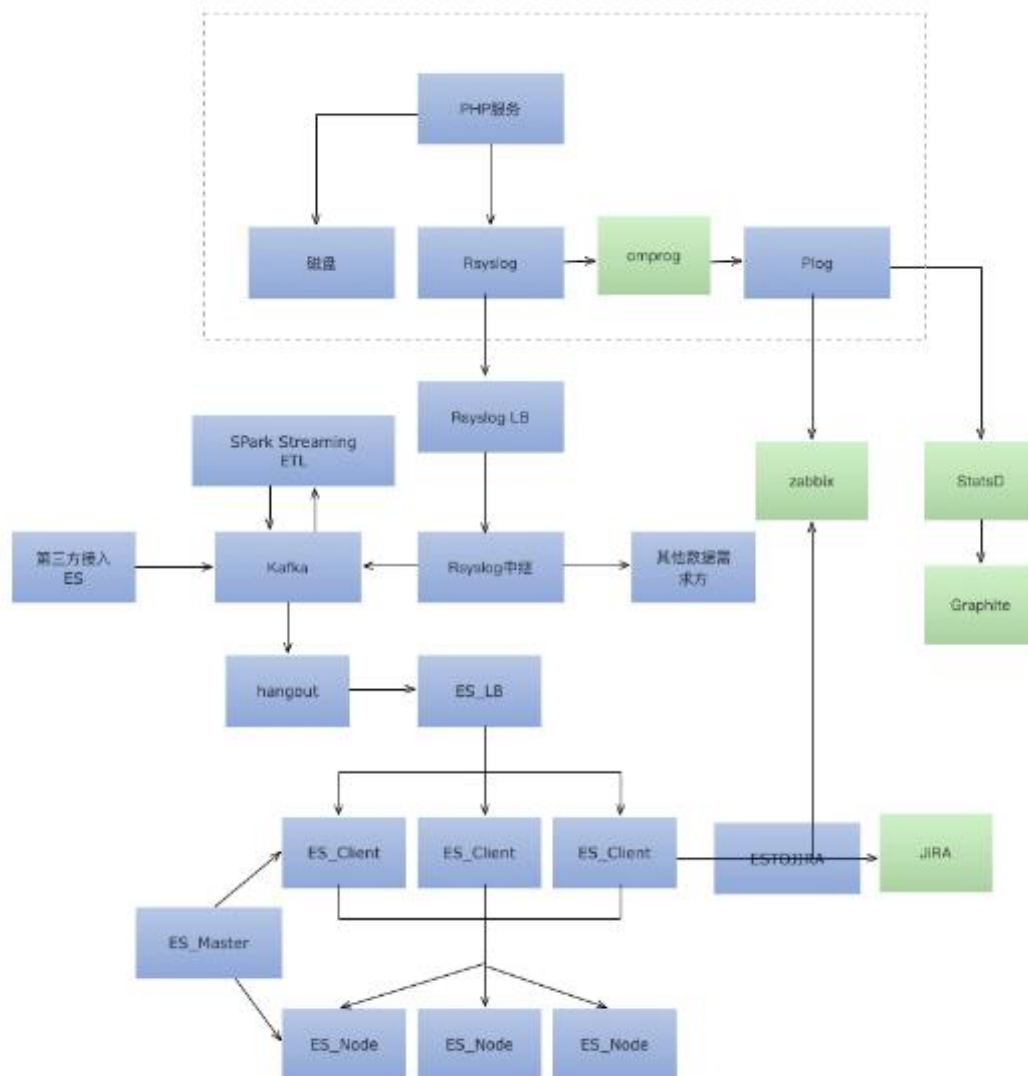 PHP服务
磁盘
Rsyslog
omprog
Plog
Rsyslog LB
SPark Streaming
ETL
zabbix
StatsD
第三方接入
ES
Kafka
Rsyslog中继
其他数据需
求方
Graphite
hangout
ES_LB
ES_Client
ES_Client
ES_Client
ESTOJIRA
JIRA
ES_Master
ES_Node
ES_Node
ES_Node